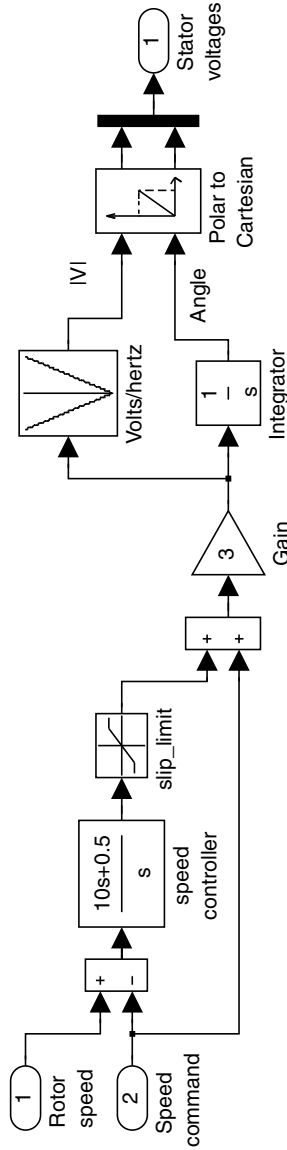 1
Rotor
speed
2
Speed
command
+
−
10s+0.5
s
speed
controller
slip_limit
+
+
3
Gain
Volts/hertz
1
s
Integrator
|V|
Angle
Polar to
Cartesian
1
Stator
voltages